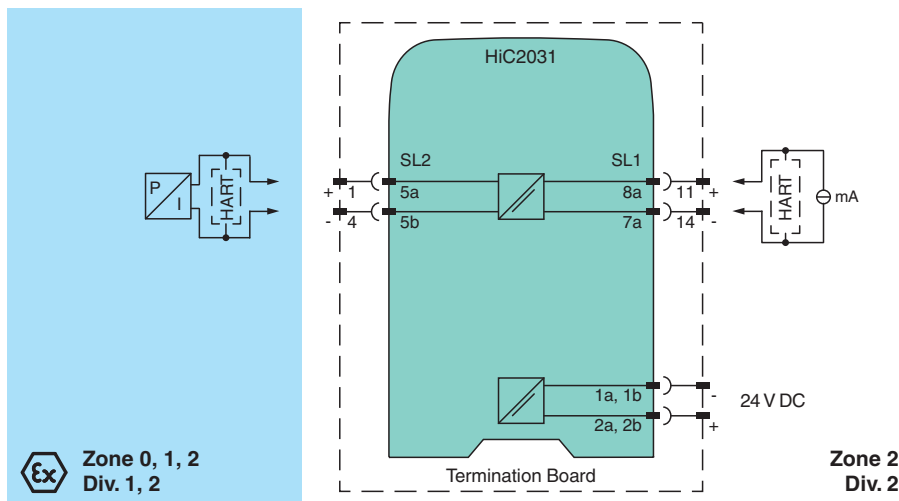 HiC2031
SL2
SL1
P
I
HART
+
1
5a
8a
11
+
-
4
5b
7a
14
-
HART
mA
1a, 1b
-
24 V DC
2a, 2b
+
Ex
Zone 0, 1, 2
Div. 1, 2
Termination Board
Zone 2
Div. 2